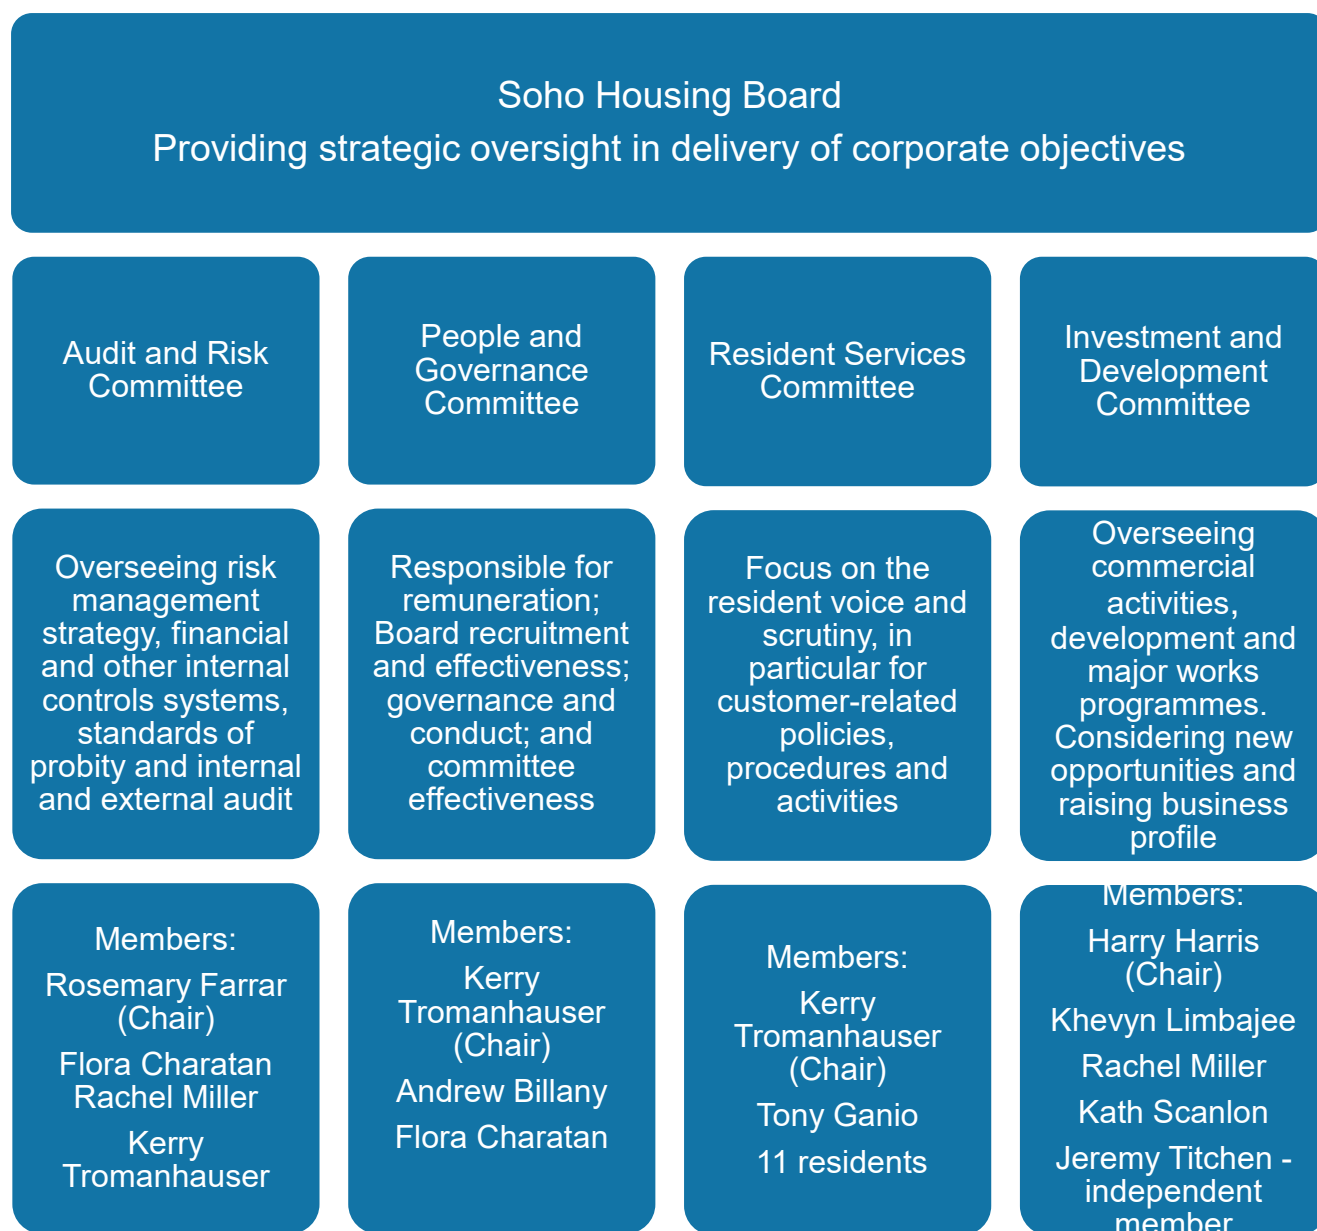 Soho Housing Board
Providing strategic oversight in delivery of corporate objectives
Audit and Risk
Committee
People and
Governance
Committee
Resident Services
Committee
Investment and
Development
Committee
Overseeing risk
management
strategy, financial
and other internal
controls systems,
standards of
probity and internal
and external audit
Responsible for
remuneration;
Board recruitment
and effectiveness;
governance and
conduct; and
committee
effectiveness
Focus on the
resident voice and
scrutiny, in
particular for
customer-related
policies,
procedures and
activities
Overseeing
commercial
activities,
development and
major works
programmes.
Considering new
opportunities and
raising business
profile
Members:
Rosemary Farrar
(Chair)
Flora Charatan
Rachel Miller
Kerry
Tromanhauser
Members:
Kerry
Tromanhauser
(Chair)
Andrew Billany
Flora Charatan
Members:
Kerry
Tromanhauser
(Chair)
Tony Ganio
11 residents
Members:
Harry Harris
(Chair)
Khevyn Limbajee
Rachel Miller
Kath Scanlon
Jeremy Titchen -
independent
member